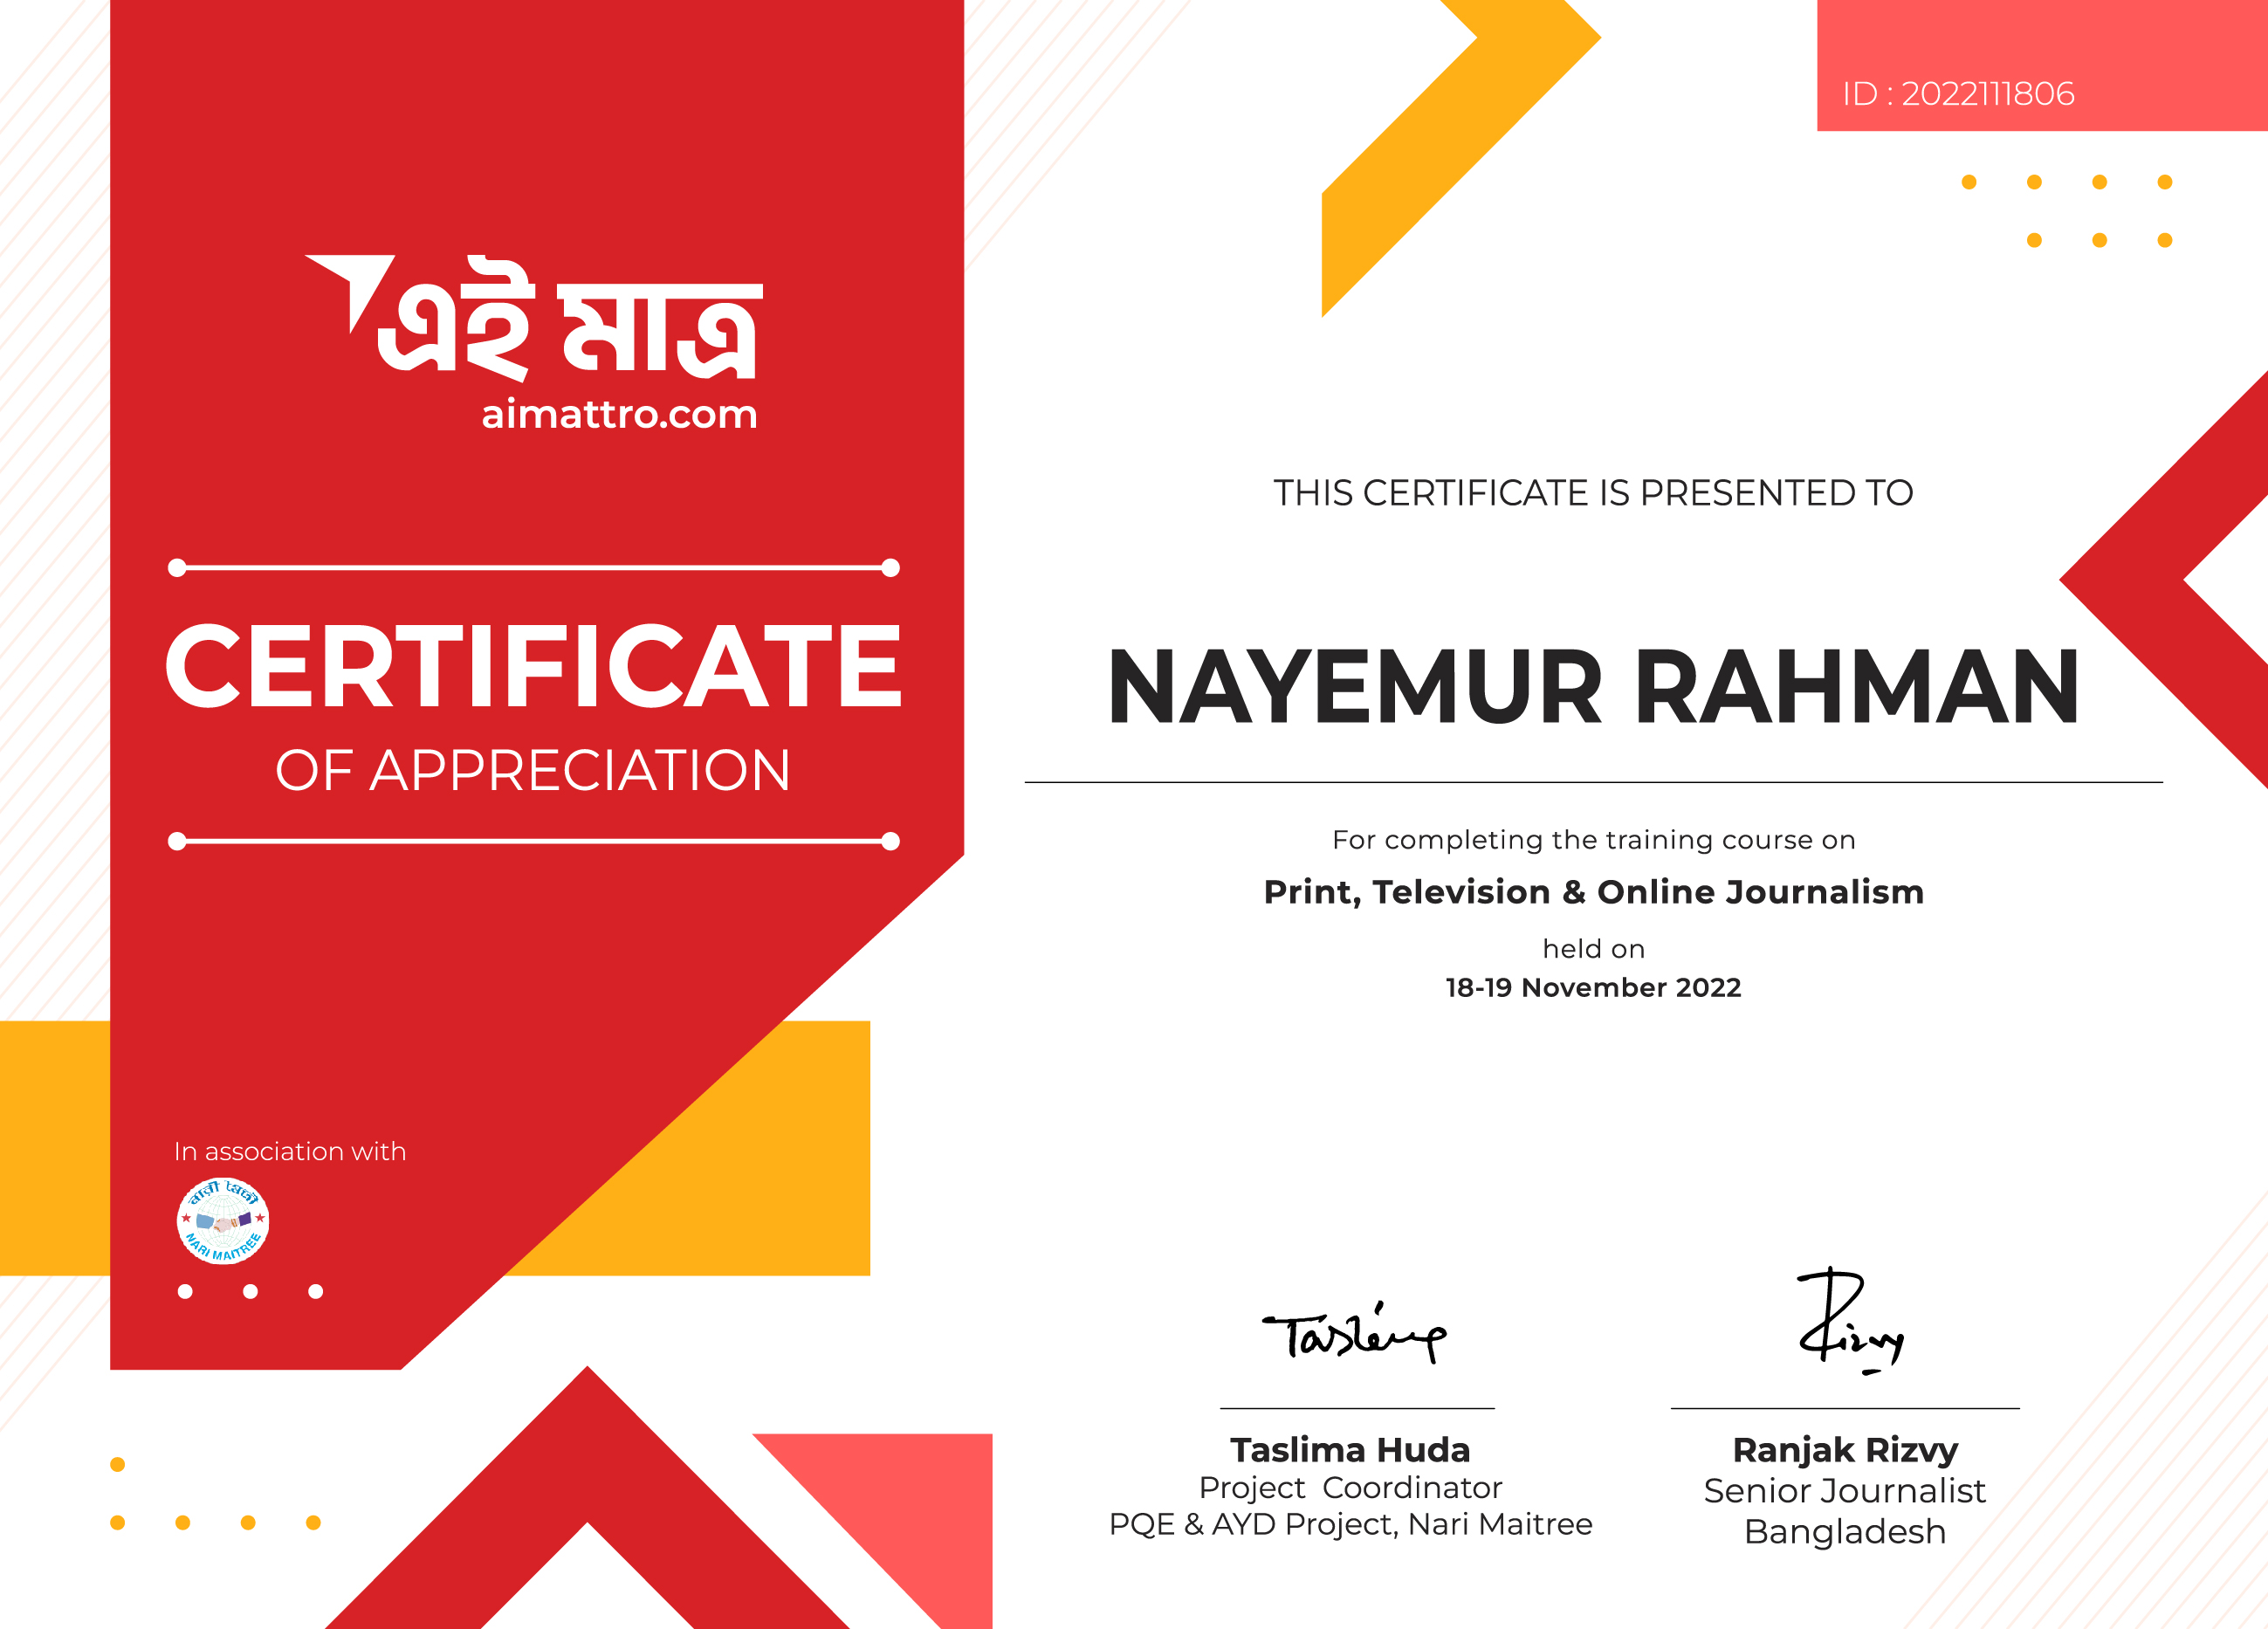 এই মাত্র
aimattro.com
CERTIFICATE
OF APPRECIATION
In association with
নারী মৈত্রী
NARI MAITREE
ID : 2022111806
THIS CERTIFICATE IS PRESENTED TO
NAYEMUR RAHMAN
For completing the training course on
Print, Television & Online Journalism
held on
18-19 November 2022
Taslima
Rizvy
Taslima Huda
Project Coordinator
PQE & AYD Project, Nari Maitree
Ranjak Rizvy
Senior Journalist
Bangladesh